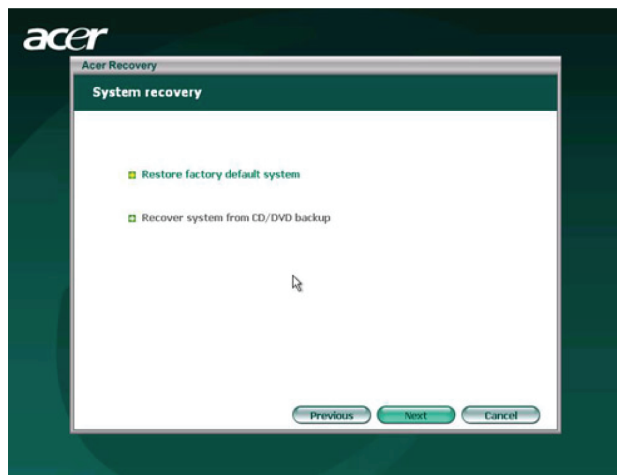 acer
Acer Recovery
System recovery
Restore factory default system
Recover system from CD/DVD backup
Previous Next Cancel